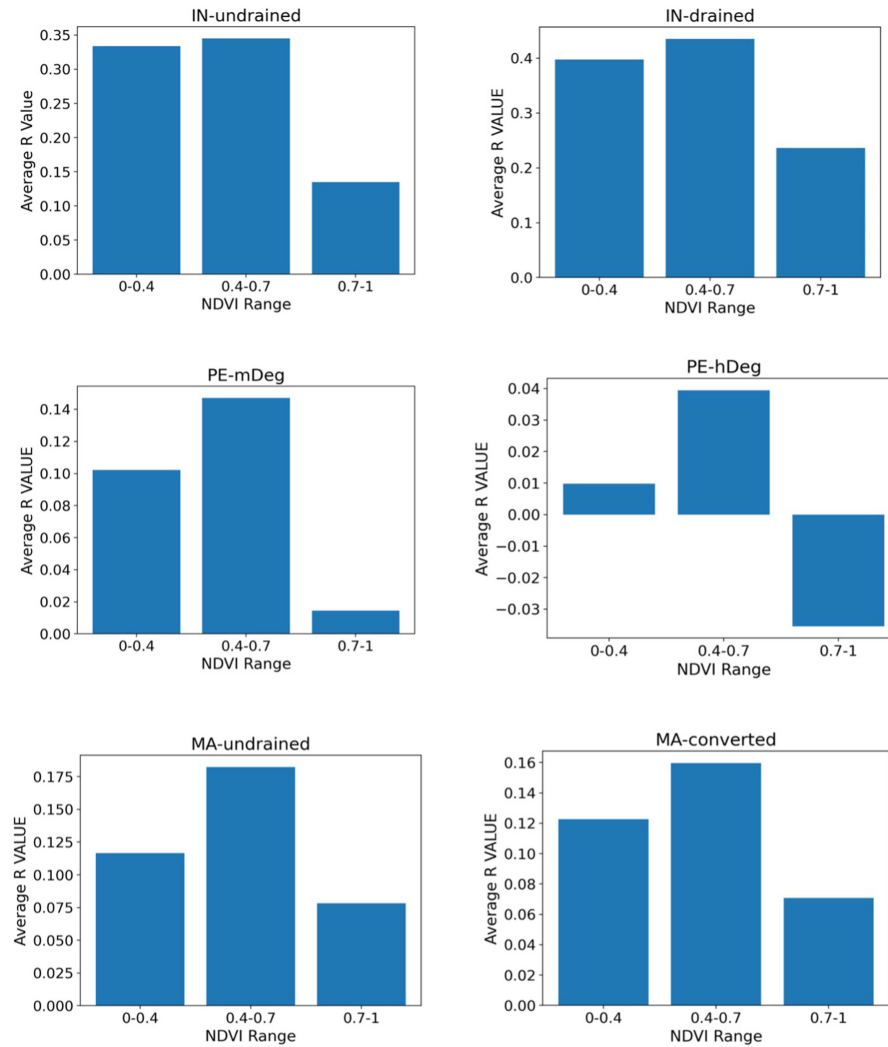 IN-undrained
Average R Value
0.35
0.30
0.25
0.20
0.15
0.10
0.05
0.00
0-0.4 0.4-0.7 0.7-1
NDVI Range
IN-drained
Average R VALUE
0.4
0.3
0.2
0.1
0.0
0-0.4 0.4-0.7 0.7-1
NDVI Range
PE-mDeg
Average R VALUE
0.14
0.12
0.10
0.08
0.06
0.04
0.02
0.00
0-0.4 0.4-0.7 0.7-1
NDVI Range
PE-hDeg
Average R VALUE
0.04
0.03
0.02
0.01
0.00
−0.01
−0.02
−0.03
0-0.4 0.4-0.7 0.7-1
NDVI Range
MA-undrained
Average R VALUE
0.175
0.150
0.125
0.100
0.075
0.050
0.025
0.000
0-0.4 0.4-0.7 0.7-1
NDVI Range
MA-converted
Average R VALUE
0.16
0.14
0.12
0.10
0.08
0.06
0.04
0.02
0.00
0-0.4 0.4-0.7 0.7-1
NDVI Range